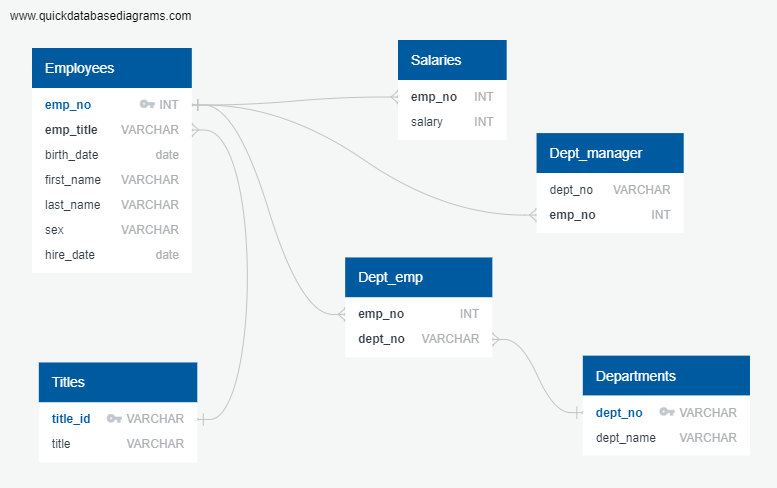 www.quickdatabasediagrams.com
Employees
emp_no INT
emp_title VARCHAR
birth_date date
first_name VARCHAR
last_name VARCHAR
sex VARCHAR
hire_date date
Salaries
emp_no INT
salary INT
Dept_manager
dept_no VARCHAR
emp_no INT
Dept_emp
emp_no INT
dept_no VARCHAR
Titles
title_id VARCHAR
title VARCHAR
Departments
dept_no VARCHAR
dept_name VARCHAR